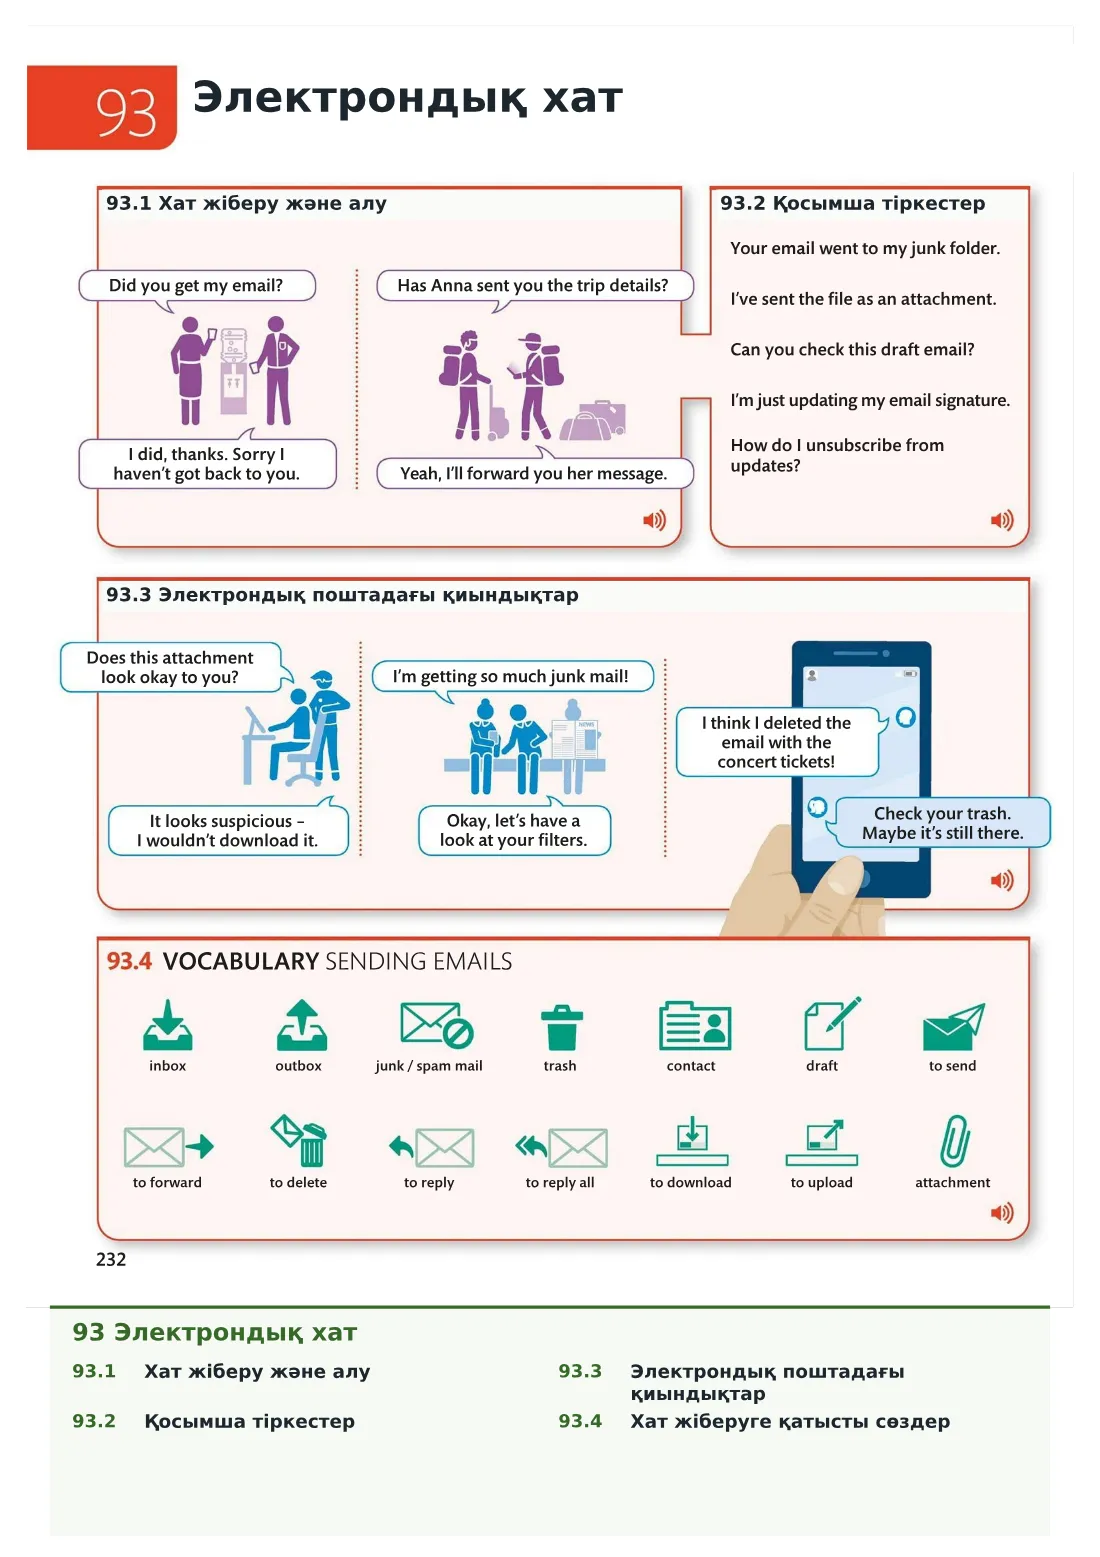 93
Электрондық хат
93.1 Хат жіберу және алу
Did you get my email?
I did, thanks. Sorry I
haven't got back to you.
Has Anna sent you the trip details?
Yeah, I'll forward you her message.
93.2 Қосымша тіркестер
Your email went to my junk folder.
I've sent the file as an attachment.
Can you check this draft email?
I'm just updating my email signature.
How do I unsubscribe from
updates?
93.3 Электрондық поштадағы қиындықтар
Does this attachment
look okay to you?
It looks suspicious –
I wouldn't download it.
I'm getting so much junk mail!
NEWS
Okay, let's have a
look at your filters.
I think I deleted the
email with the
concert tickets!
Check your trash.
Maybe it's still there.
93.4 VOCABULARY SENDING EMAILS
inbox
outbox
junk / spam mail
trash
contact
draft
to send
to forward
to delete
to reply
to reply all
to download
to upload
attachment
232
93 Электрондық хат
93.1 Хат жіберу және алу
93.2 Қосымша тіркестер
93.3 Электрондық поштадағы
қиындықтар
93.4 Хат жіберуге қатысты сөздер